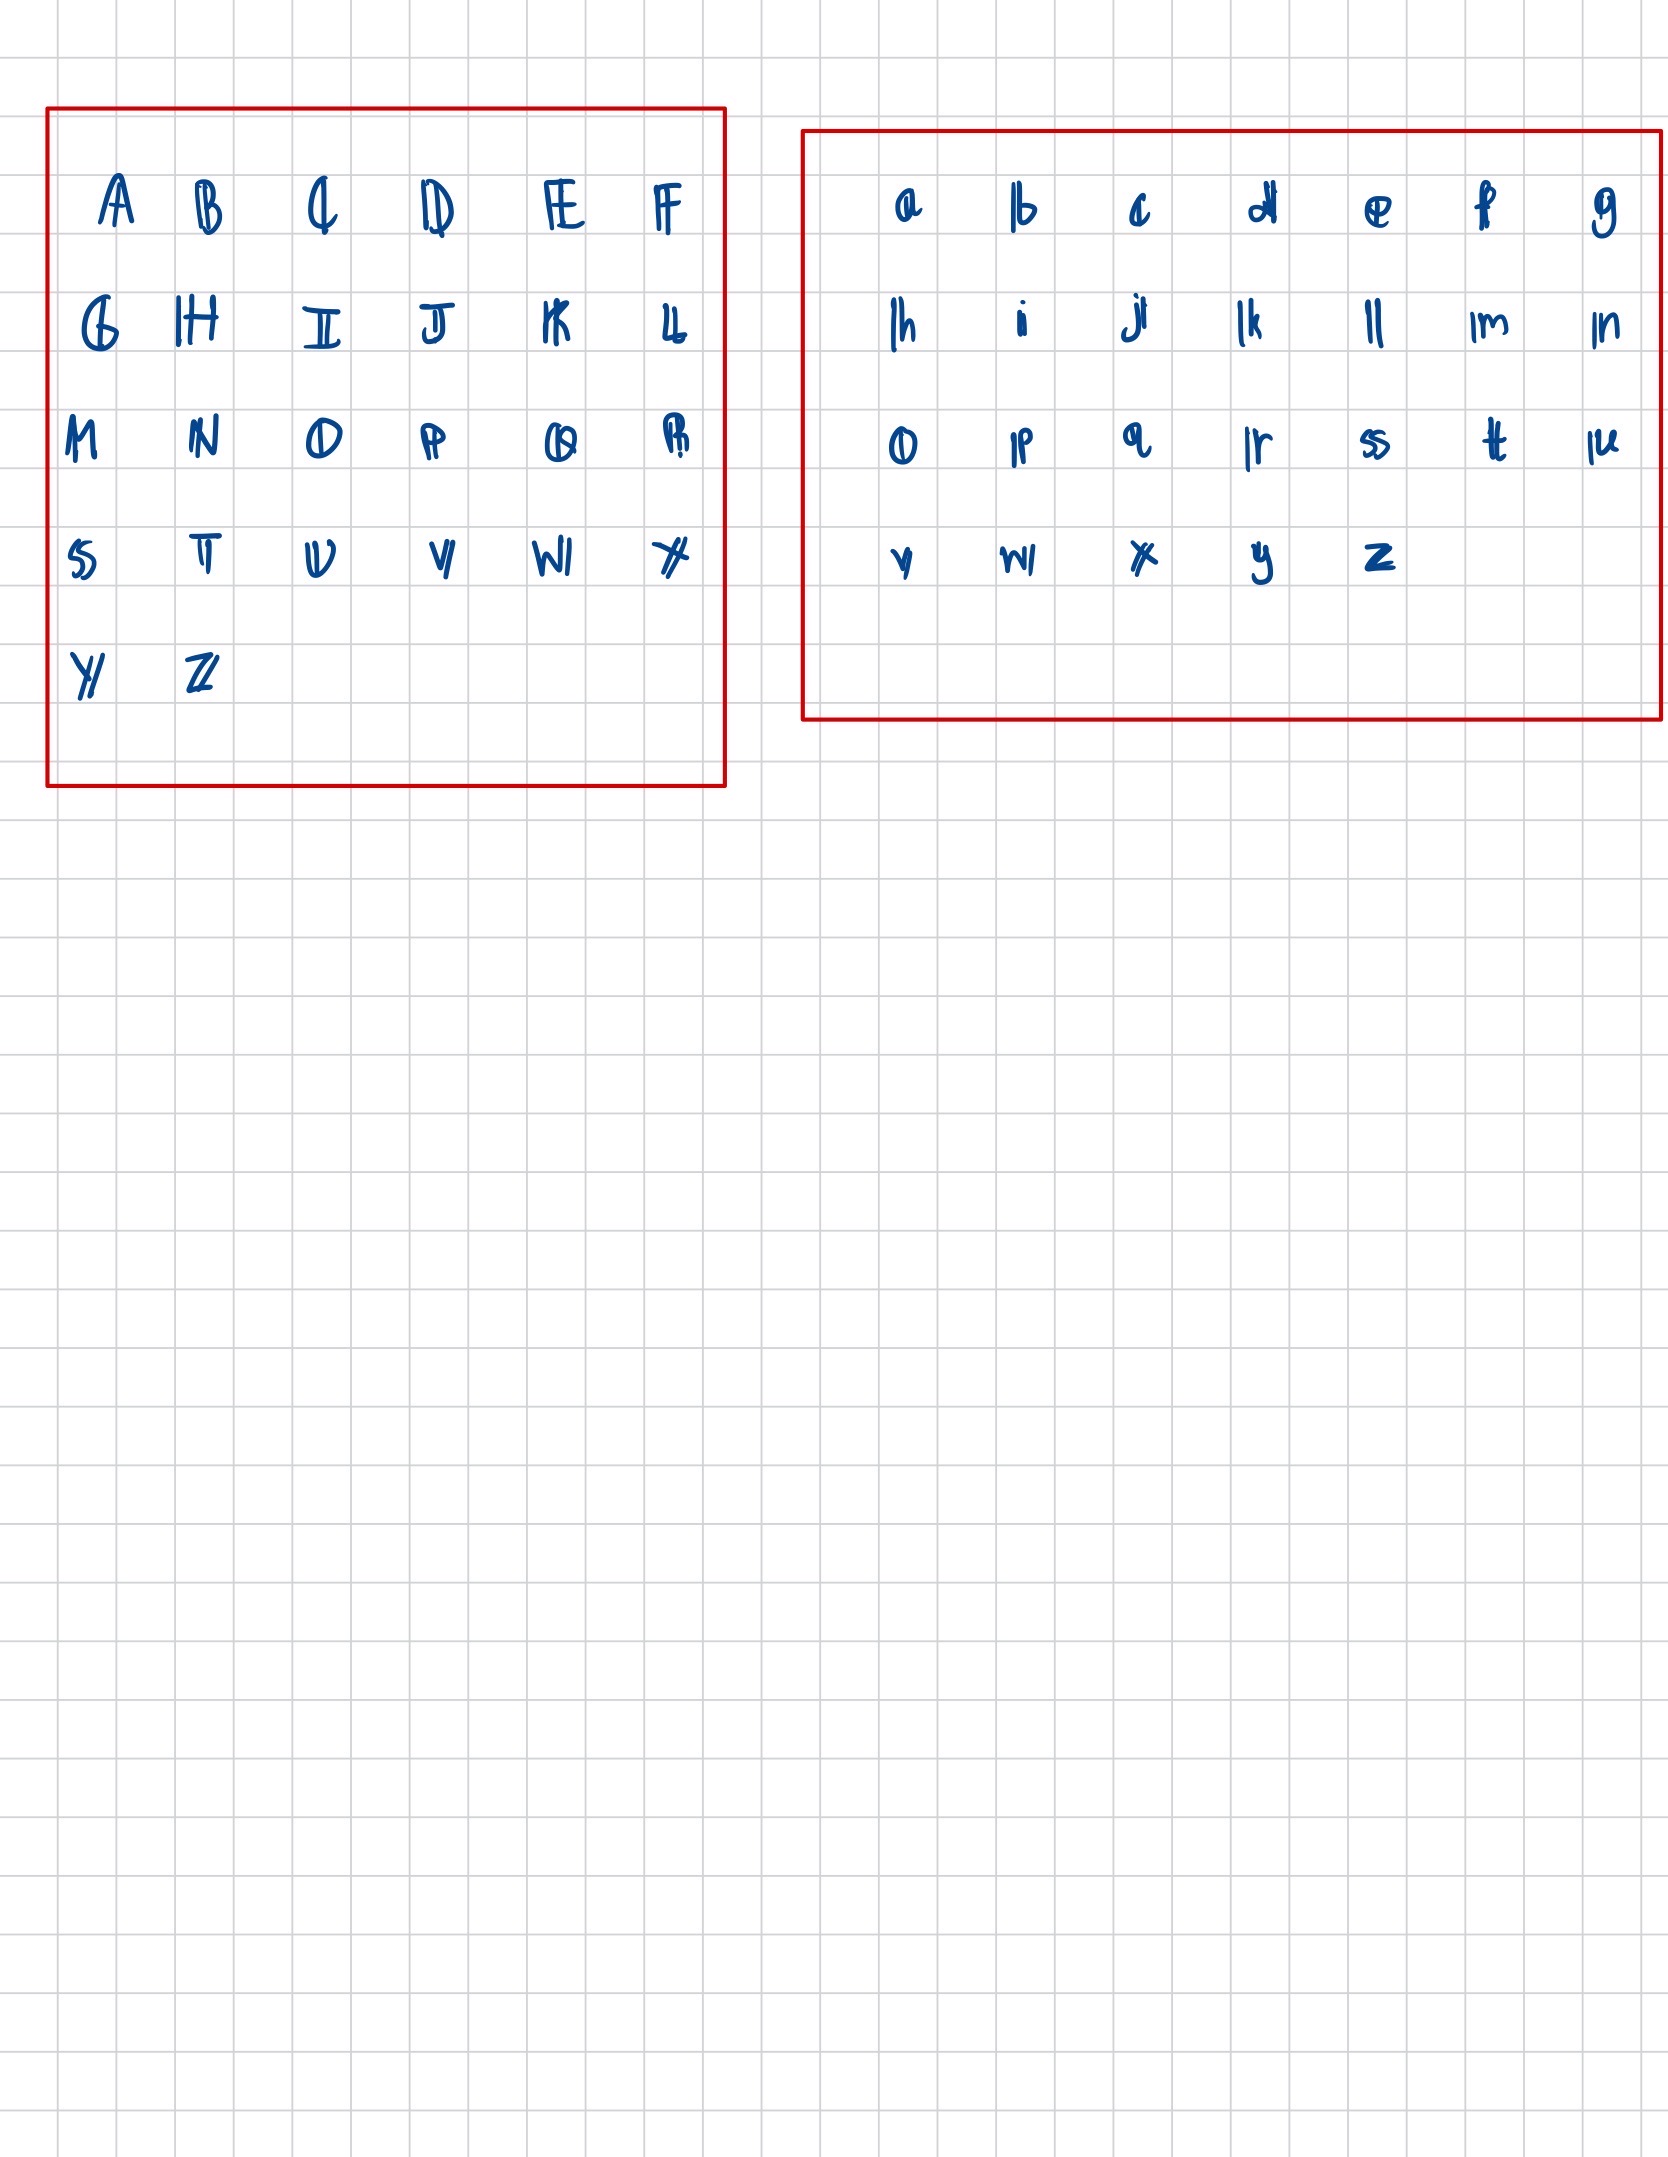 𝔸 𝔹 ℂ 𝔻 𝔼 𝔽
𝔾 ℍ 𝕀 𝕁 𝕂 𝕃
𝕄 ℕ 𝕆 ℙ ℚ ℝ
𝕊 𝕋 𝕌 𝕍 𝕎 𝕏
𝕐 ℤ
𝕒 𝕓 𝕔 𝕕 𝕖 𝕗 𝕘
𝕙 𝕚 𝕛 𝕜 𝕝 𝕞 𝕟
𝕠 𝕡 𝕢 𝕣 𝕤 𝕥 𝕦
𝕧 𝕨 𝕩 𝕪 𝕫